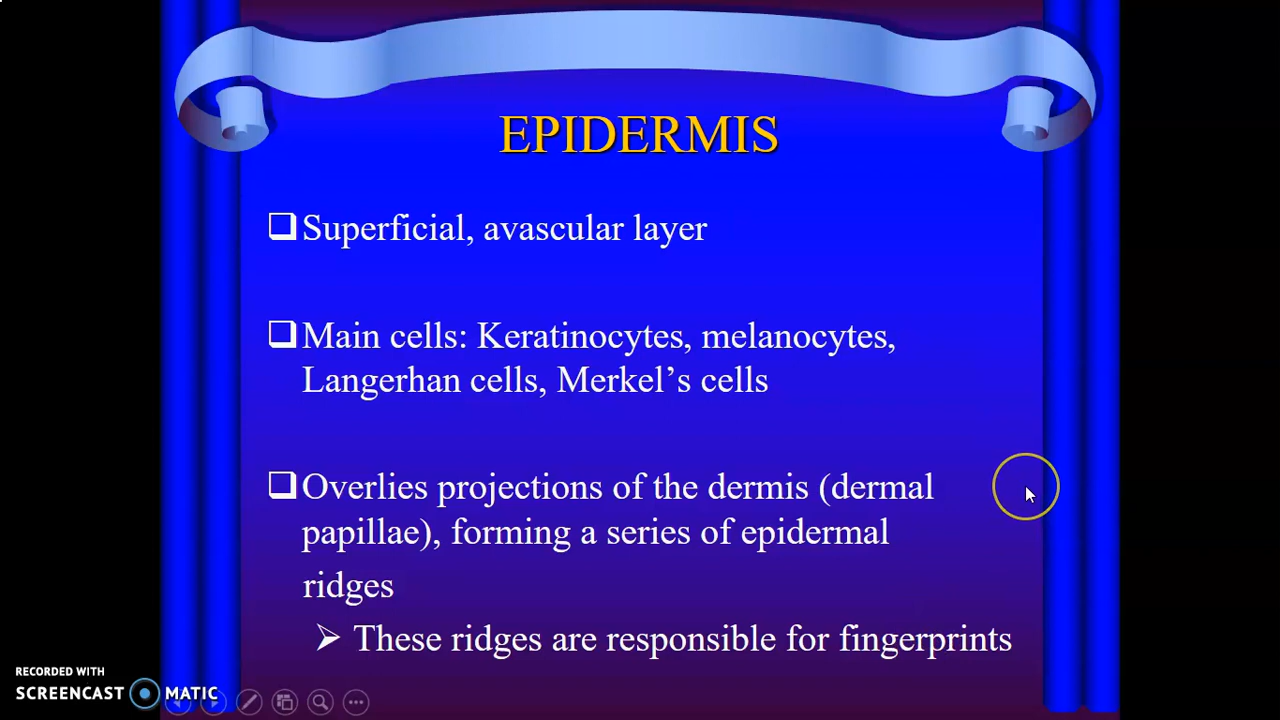 EPIDERMIS
❑Superficial, avascular layer
❑Main cells: Keratinocytes, melanocytes,
Langerhan cells, Merkel’s cells
❑Overlies projections of the dermis (dermal
papillae), forming a series of epidermal
ridges
➢ These ridges are responsible for fingerprints
RECORDED WITH
SCREENCAST MATIC